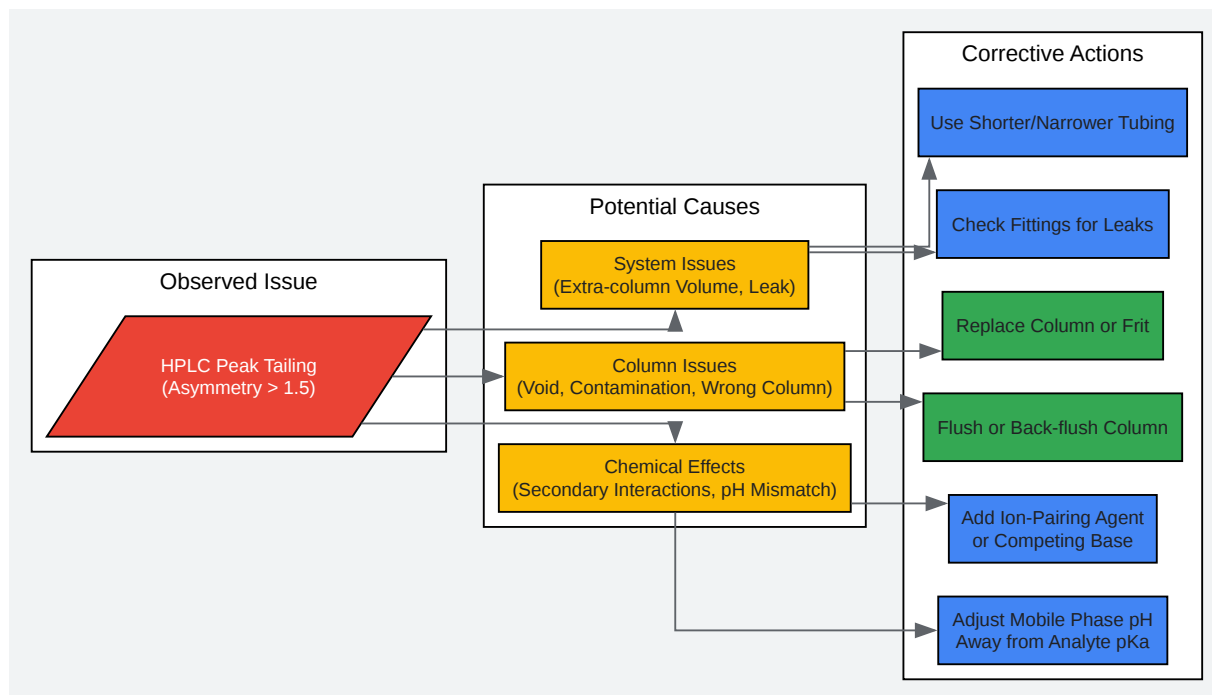 Observed Issue
HPLC Peak Tailing
(Asymmetry > 1.5)
Potential Causes
System Issues
(Extra-column Volume, Leak)
Column Issues
(Void, Contamination, Wrong Column)
Chemical Effects
(Secondary Interactions, pH Mismatch)
Corrective Actions
Use Shorter/Narrower Tubing
Check Fittings for Leaks
Replace Column or Frit
Flush or Back-flush Column
Add Ion-Pairing Agent
or Competing Base
Adjust Mobile Phase pH
Away from Analyte pKa